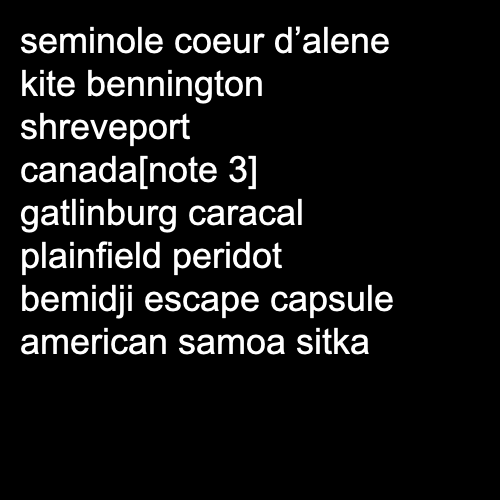 seminole coeur d’alene
kite bennington
shreveport
canada[note 3]
gatlinburg caracal
plainfield peridot
bemidji escape capsule
american samoa sitka